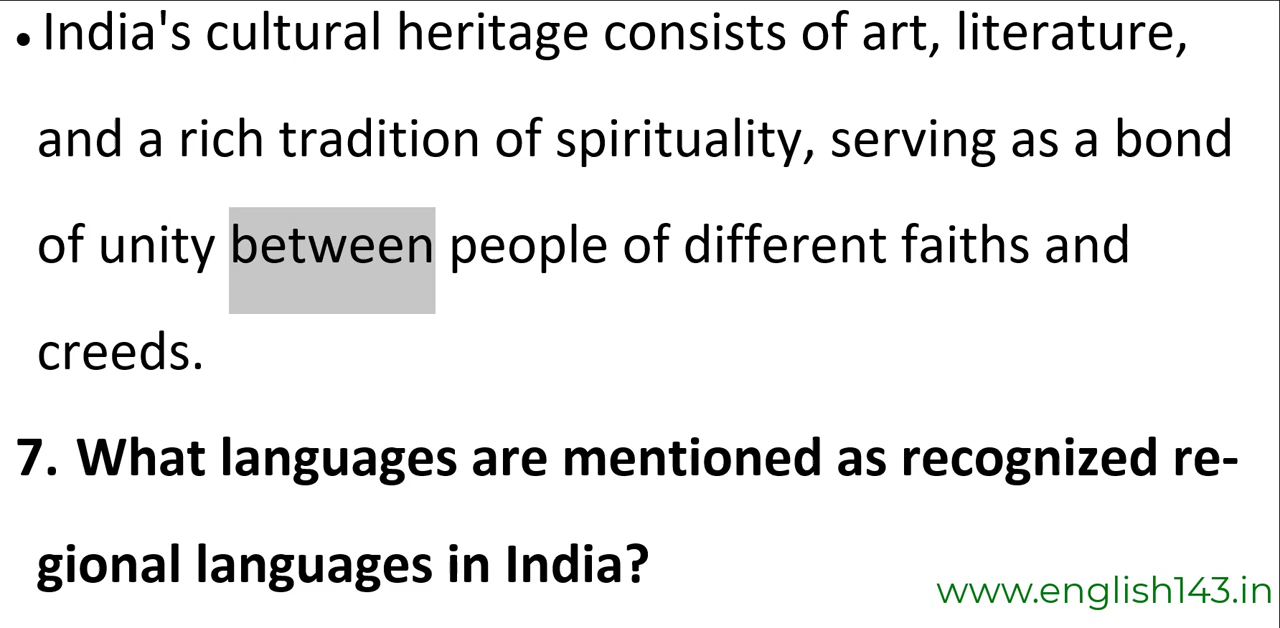 • India's cultural heritage consists of art, literature,
and a rich tradition of spirituality, serving as a bond
of unity between people of different faiths and
creeds.
7. What languages are mentioned as recognized re-
gional languages in India?
www.english143.in